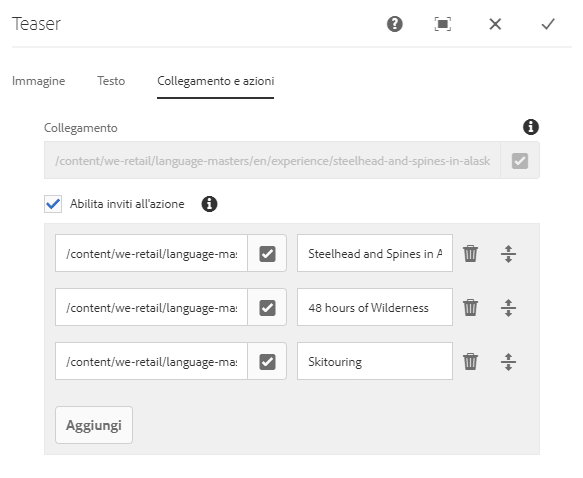 Teaser
Immagine Testo Collegamento e azioni
Collegamento
/content/we-retail/language-masters/en/experience/steelhead-and-spines-in-alask
Abilita inviti all'azione
/content/we-retail/language-mas Steelhead and Spines in A
/content/we-retail/language-mas 48 hours of Wilderness
/content/we-retail/language-mas Skitouring
Aggiungi